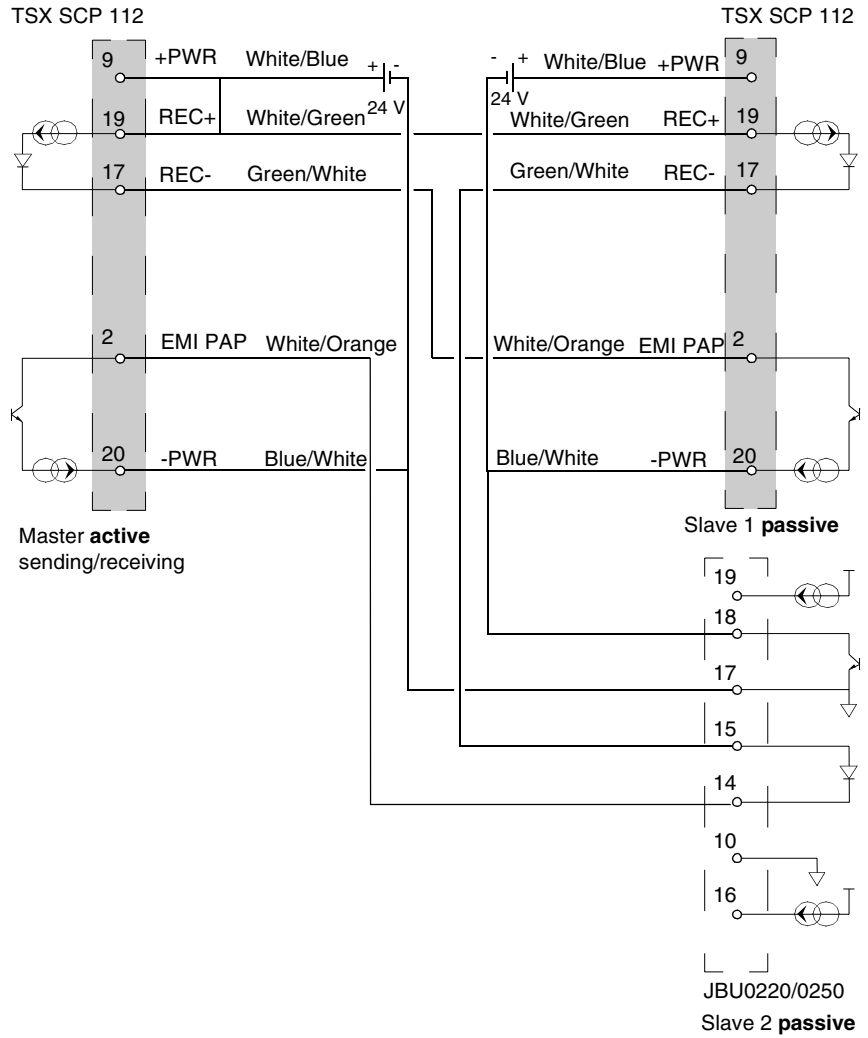 TSX SCP 112 TSX SCP 112
9 +PWR White/Blue + - - + White/Blue +PWR 9
24 V 24 V
19 REC+ White/Green White/Green REC+ 19
17 REC- Green/White Green/White REC- 17
2 EMI PAP White/Orange White/Orange EMI PAP 2
20 -PWR Blue/White Blue/White -PWR 20
Master active
sending/receiving
Slave 1 passive
19
18
17
15
14
10
16
JBU0220/0250
Slave 2 passive